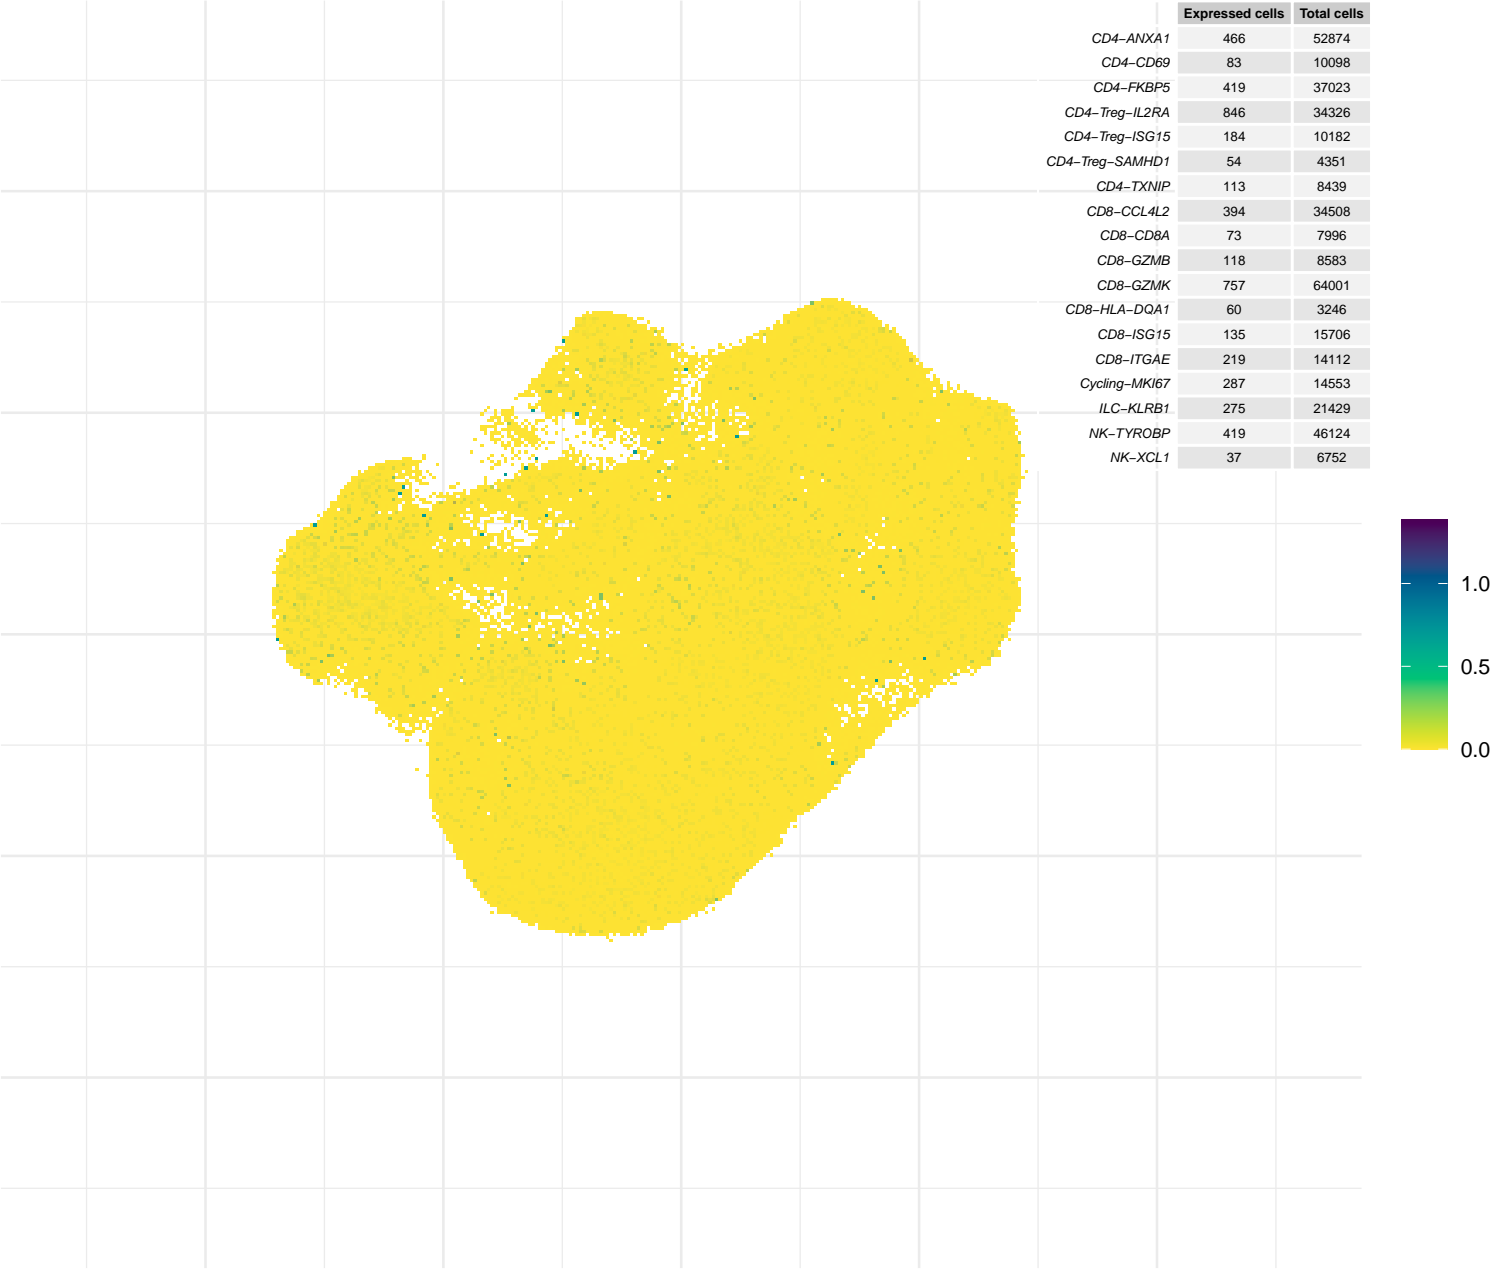 Expressed cells Total cells
CD4−ANXA1 466 52874
CD4−CD69 83 10098
CD4−FKBP5 419 37023
CD4−Treg−IL2RA 846 34326
CD4−Treg−ISG15 184 10182
CD4−Treg−SAMHD1 54 4351
CD4−TXNIP 113 8439
CD8−CCL4L2 394 34508
CD8−CD8A 73 7996
CD8−GZMB 118 8583
CD8−GZMK 757 64001
CD8−HLA−DQA1 60 3246
CD8−ISG15 135 15706
CD8−ITGAE 219 14112
Cycling−MKI67 287 14553
ILC−KLRB1 275 21429
NK−TYROBP 419 46124
NK−XCL1 37 6752
1.0
0.5
0.0